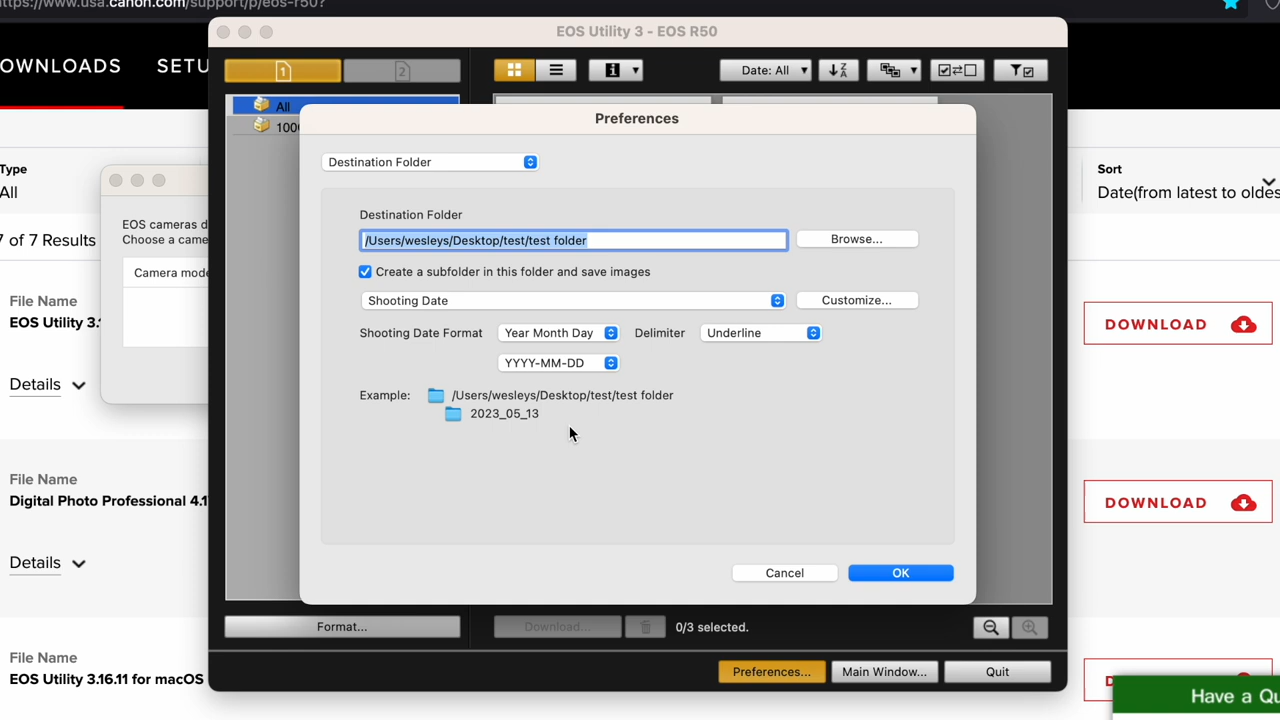 https://www.usa.canon.com/support/p/eos-r50?
OWNLOADS
SETU
Type
All
7 of 7 Results
File Name
EOS Utility 3.1
Details
File Name
Digital Photo Professional 4.1
Details
File Name
EOS Utility 3.16.11 for macOS
EOS cameras d
Choose a came
Camera mode
EOS Utility 3 - EOS R50
1
2
i
Date: All
All
100
Preferences
Destination Folder
Destination Folder
/Users/wesleys/Desktop/test/test folder
Browse...
Create a subfolder in this folder and save images
Shooting Date
Customize...
Shooting Date Format
Year Month Day
Delimiter
Underline
YYYY-MM-DD
Example:
/Users/wesleys/Desktop/test/test folder
2023_05_13
Cancel
OK
Format...
Download...
0/3 selected.
Preferences...
Main Window...
Quit
Sort
Date(from latest to oldes
DOWNLOAD
DOWNLOAD
D
Have a Qu